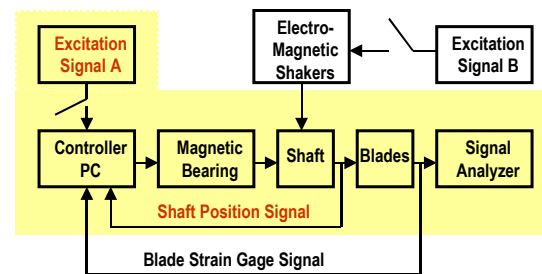 Excitation
Signal A
Electro-
Magnetic
Shakers
Excitation
Signal B
Controller
PC
Magnetic
Bearing
Shaft
Blades
Signal
Analyzer
Shaft Position Signal
Blade Strain Gage Signal